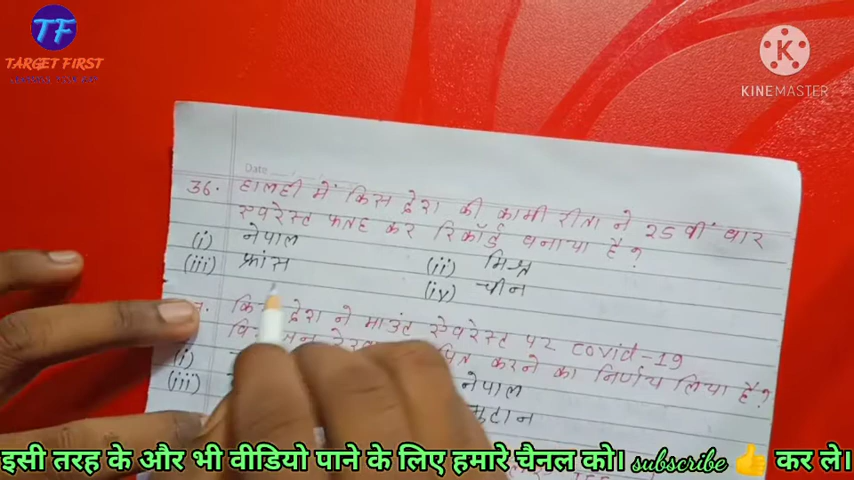 TF
TARGET FIRST
KINEMASTER
Date
36. हालही में किस देश की कामी रीता ने 25 वीं वार
एवरेस्ट फतह कर रिकॉर्ड बनाया है?
(i) नेपाल
(ii) मिस्र
(iii) फ्रांस
(iv) चीन
देश ने माउंट एवरेस्ट पर covid-19
करने का निर्णय लिया है?
(i)
नेपाल
(iii)
भूटान
इसी तरह के और भी वीडियो पाने के लिए हमारे चैनल को। subscribe 👍 कर ले।